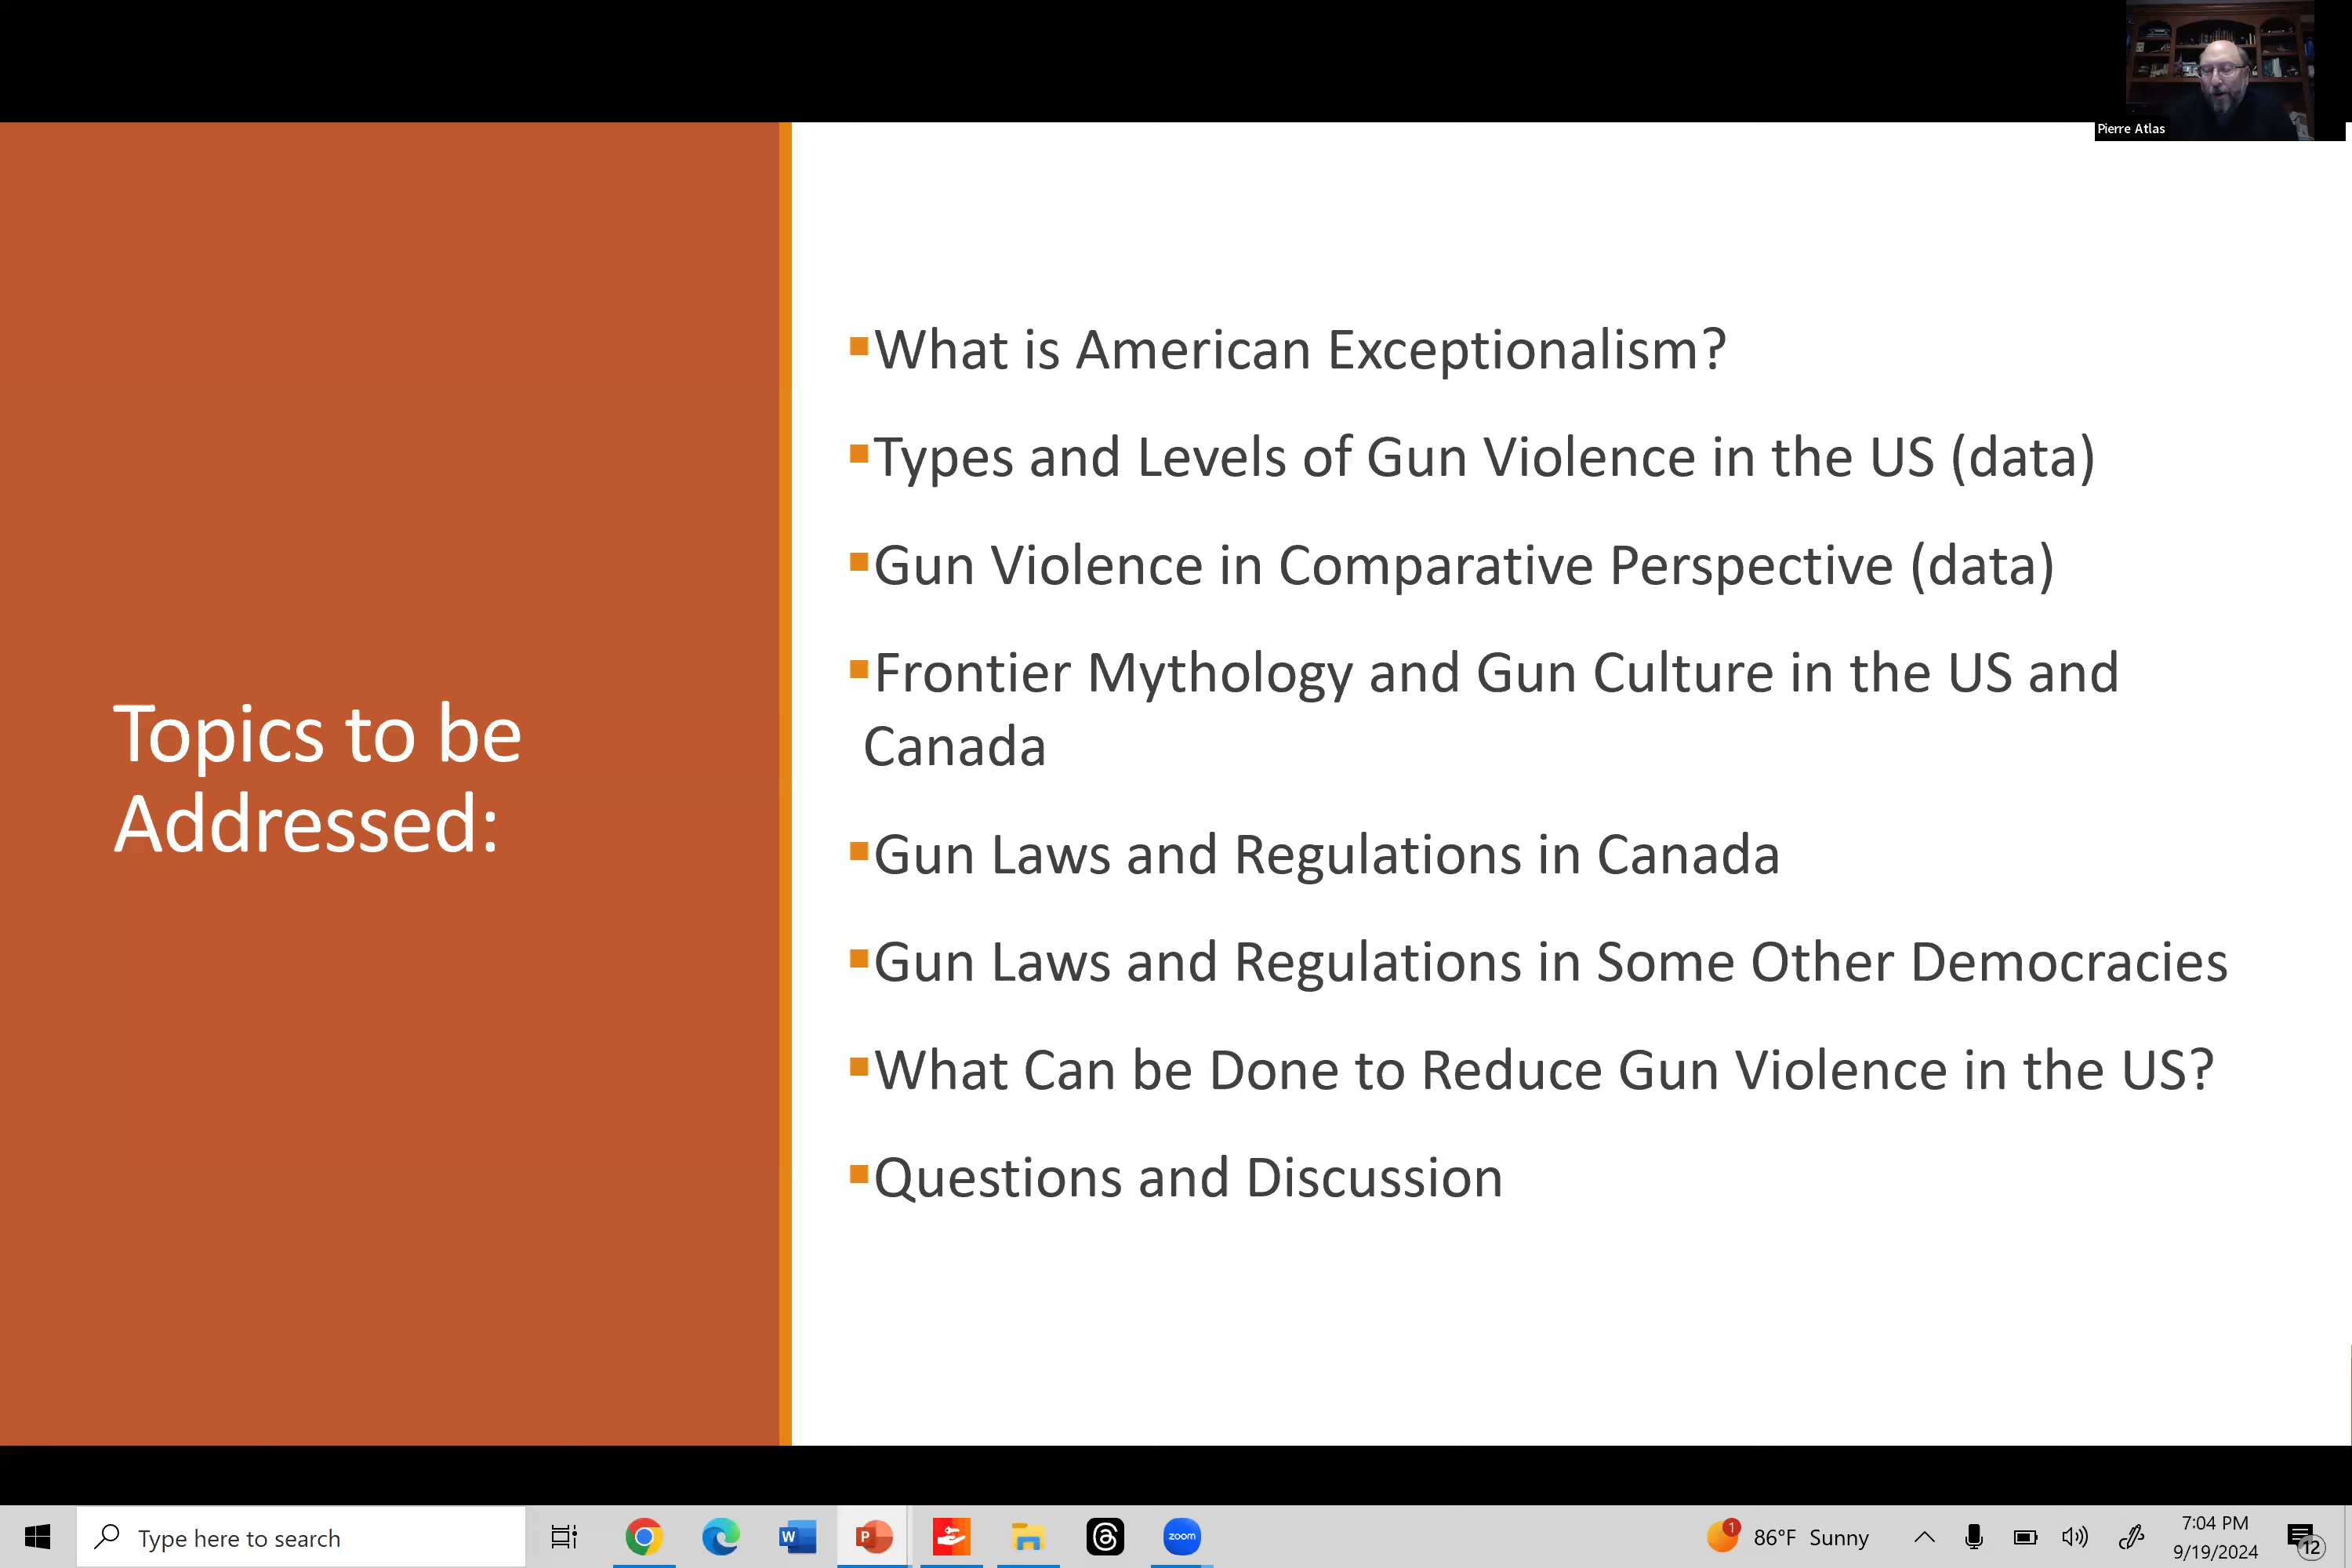 Pierre Atlas
Topics to be
Addressed:
What is American Exceptionalism?
Types and Levels of Gun Violence in the US (data)
Gun Violence in Comparative Perspective (data)
Frontier Mythology and Gun Culture in the US and
Canada
Gun Laws and Regulations in Canada
Gun Laws and Regulations in Some Other Democracies
What Can be Done to Reduce Gun Violence in the US?
Questions and Discussion
Type here to search
W
P
zoom
1
86°F Sunny
7:04 PM
9/19/2024
12